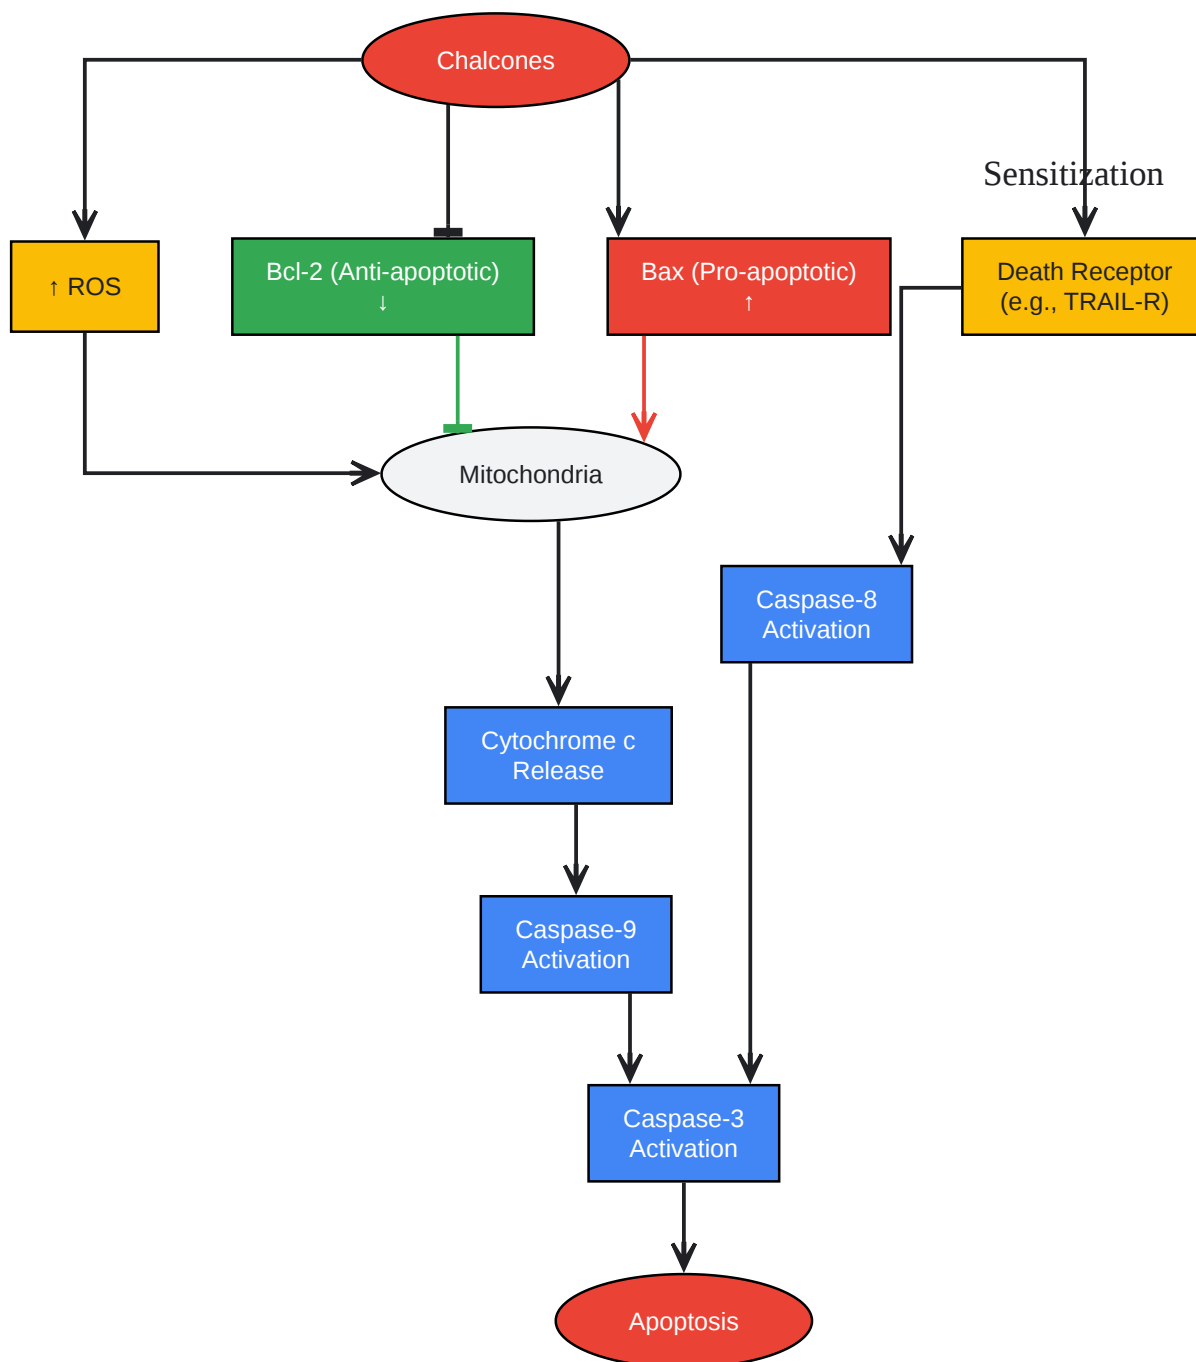 Chalcones
Sensitization
↑ ROS
Bcl-2 (Anti-apoptotic)
↓
Bax (Pro-apoptotic)
↑
Death Receptor
(e.g., TRAIL-R)
Mitochondria
Caspase-8
Activation
Cytochrome c
Release
Caspase-9
Activation
Caspase-3
Activation
Apoptosis